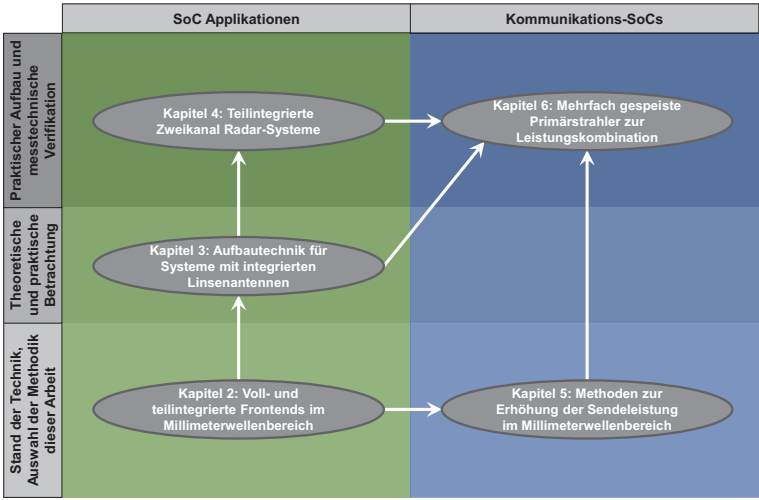 SoC Applikationen
Kommunikations-SoCs
Praktischer Aufbau und
messtechnische
Verifikation
Kapitel 4: Teilintegrierte
Zweikanal Radar-Systeme
Kapitel 6: Mehrfach gespeiste
Primärstrahler zur
Leistungskombination
Theoretische
und praktische
Betrachtung
Kapitel 3: Aufbautechnik für
Systeme mit integrierten
Linsenantennen
Stand der Technik,
Auswahl der Methodik
dieser Arbeit
Kapitel 2: Voll- und
teilintegrierte Frontends im
Millimeterwellenbereich
Kapitel 5: Methoden zur
Erhöhung der Sendeleistung
im Millimeterwellenbereich